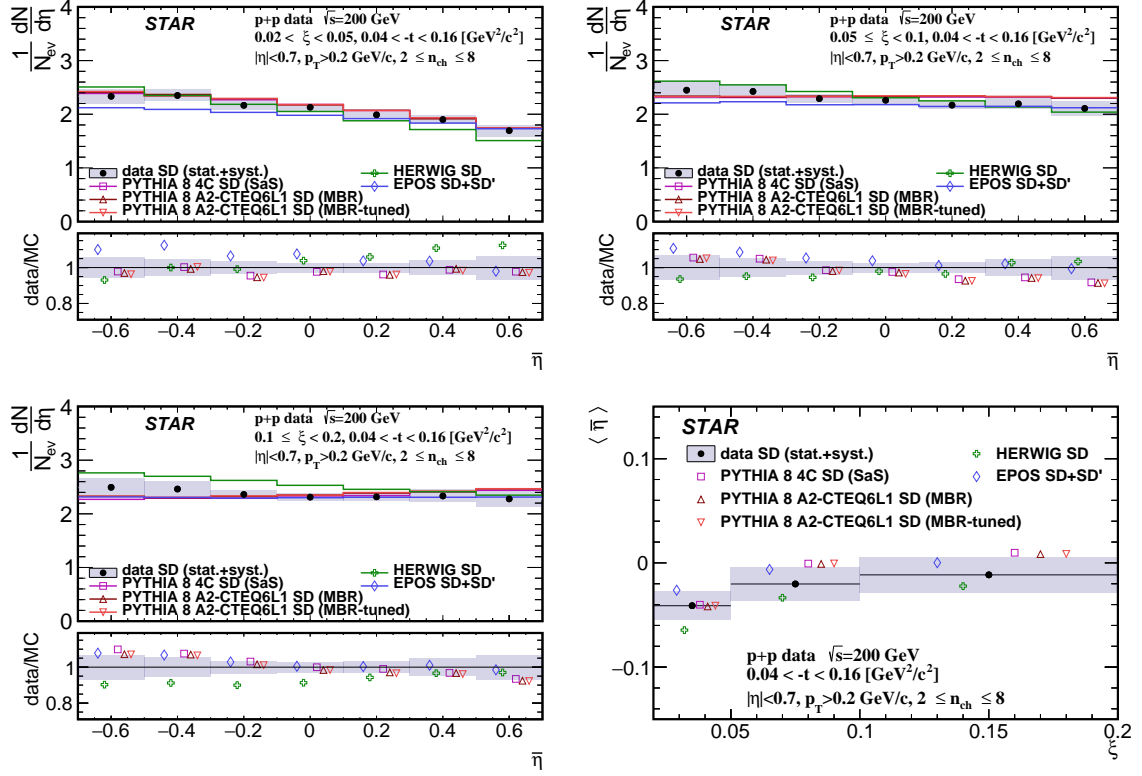 1/N_ev dN/dη
STAR
p+p data √s=200 GeV
0.02 < ξ < 0.05, 0.04 < -t < 0.16 [GeV²/c²]
|η|<0.7, p_T>0.2 GeV/c, 2 ≤ n_ch ≤ 8
4
3
2
1
0
data SD (stat.+syst.)
PYTHIA 8 4C SD (SaS)
PYTHIA 8 A2-CTEQ6L1 SD (MBR)
PYTHIA 8 A2-CTEQ6L1 SD (MBR-tuned)
HERWIG SD
EPOS SD+SD'
data/MC
1
0.8
−0.6 −0.4 −0.2 0 0.2 0.4 0.6
η̅
1/N_ev dN/dη
STAR
p+p data √s=200 GeV
0.05 ≤ ξ < 0.1, 0.04 < -t < 0.16 [GeV²/c²]
|η|<0.7, p_T>0.2 GeV/c, 2 ≤ n_ch ≤ 8
4
3
2
1
0
data SD (stat.+syst.)
PYTHIA 8 4C SD (SaS)
PYTHIA 8 A2-CTEQ6L1 SD (MBR)
PYTHIA 8 A2-CTEQ6L1 SD (MBR-tuned)
HERWIG SD
EPOS SD+SD'
data/MC
1
0.8
−0.6 −0.4 −0.2 0 0.2 0.4 0.6
η̅
1/N_ev dN/dη
STAR
p+p data √s=200 GeV
0.1 ≤ ξ < 0.2, 0.04 < -t < 0.16 [GeV²/c²]
|η|<0.7, p_T>0.2 GeV/c, 2 ≤ n_ch ≤ 8
4
3
2
1
0
data SD (stat.+syst.)
PYTHIA 8 4C SD (SaS)
PYTHIA 8 A2-CTEQ6L1 SD (MBR)
PYTHIA 8 A2-CTEQ6L1 SD (MBR-tuned)
HERWIG SD
EPOS SD+SD'
data/MC
1
0.8
−0.6 −0.4 −0.2 0 0.2 0.4 0.6
η̅
⟨ η̅ ⟩
STAR
data SD (stat.+syst.)
PYTHIA 8 4C SD (SaS)
PYTHIA 8 A2-CTEQ6L1 SD (MBR)
PYTHIA 8 A2-CTEQ6L1 SD (MBR-tuned)
HERWIG SD
EPOS SD+SD'
0.1
0
−0.1
p+p data √s=200 GeV
0.04 < -t < 0.16 [GeV²/c²]
|η|<0.7, p_T>0.2 GeV/c, 2 ≤ n_ch ≤ 8
0.05 0.1 0.15 0.2
ξ